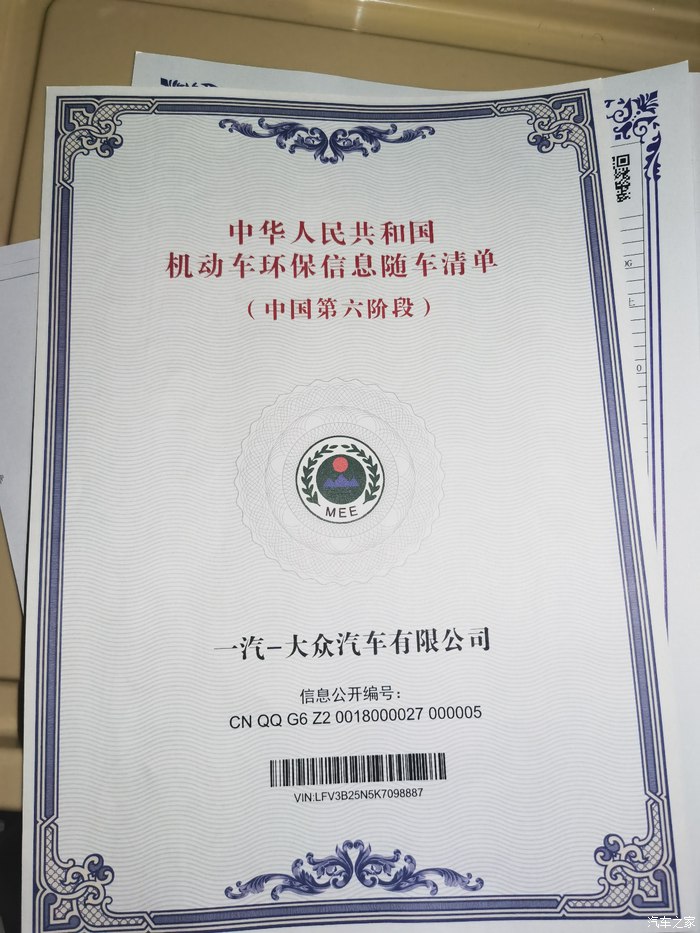 中华人民共和国
机动车环保信息随车清单
（中国第六阶段）
MEE
一汽-大众汽车有限公司
信息公开编号：
CN QQ G6 Z2 0018000027 000005
VIN:LFV3B25N5K7098887
汽车之家